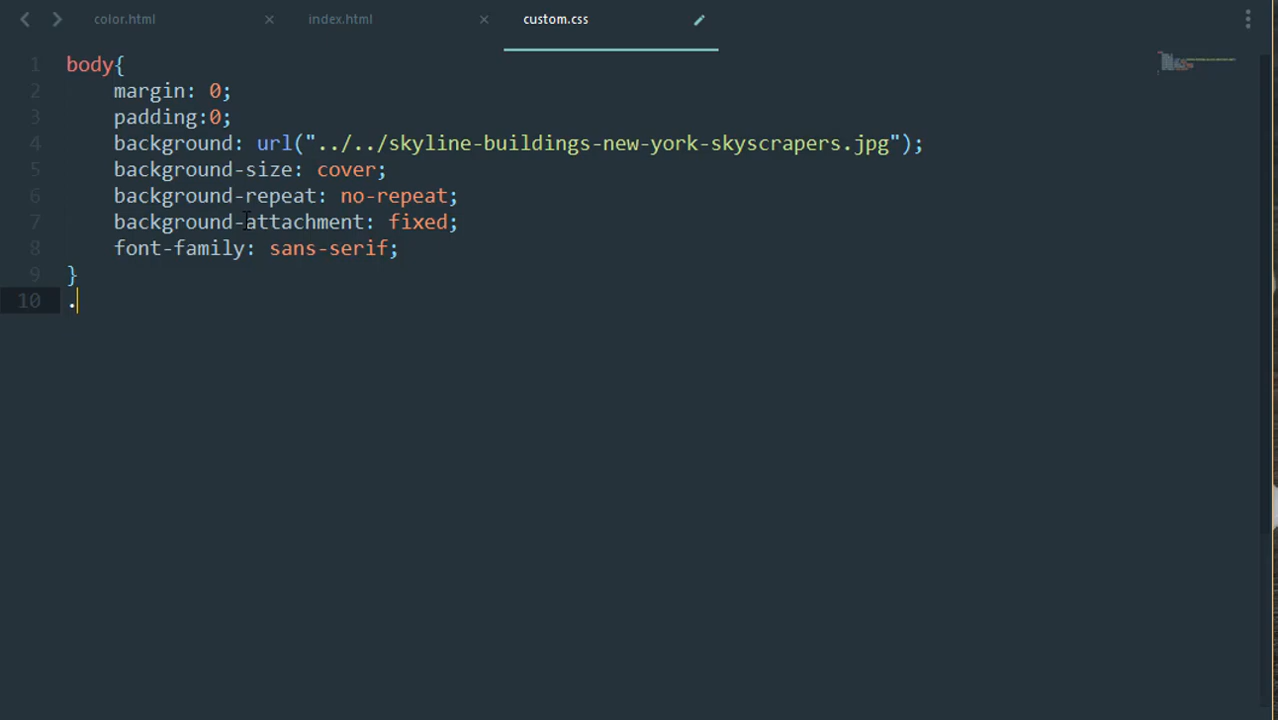 color.html × index.html × custom.css
1 body{
2 margin: 0;
3 padding:0;
4 background: url("../../skyline-buildings-new-york-skyscrapers.jpg");
5 background-size: cover;
6 background-repeat: no-repeat;
7 background-attachment: fixed;
8 font-family: sans-serif;
9 }
10 .